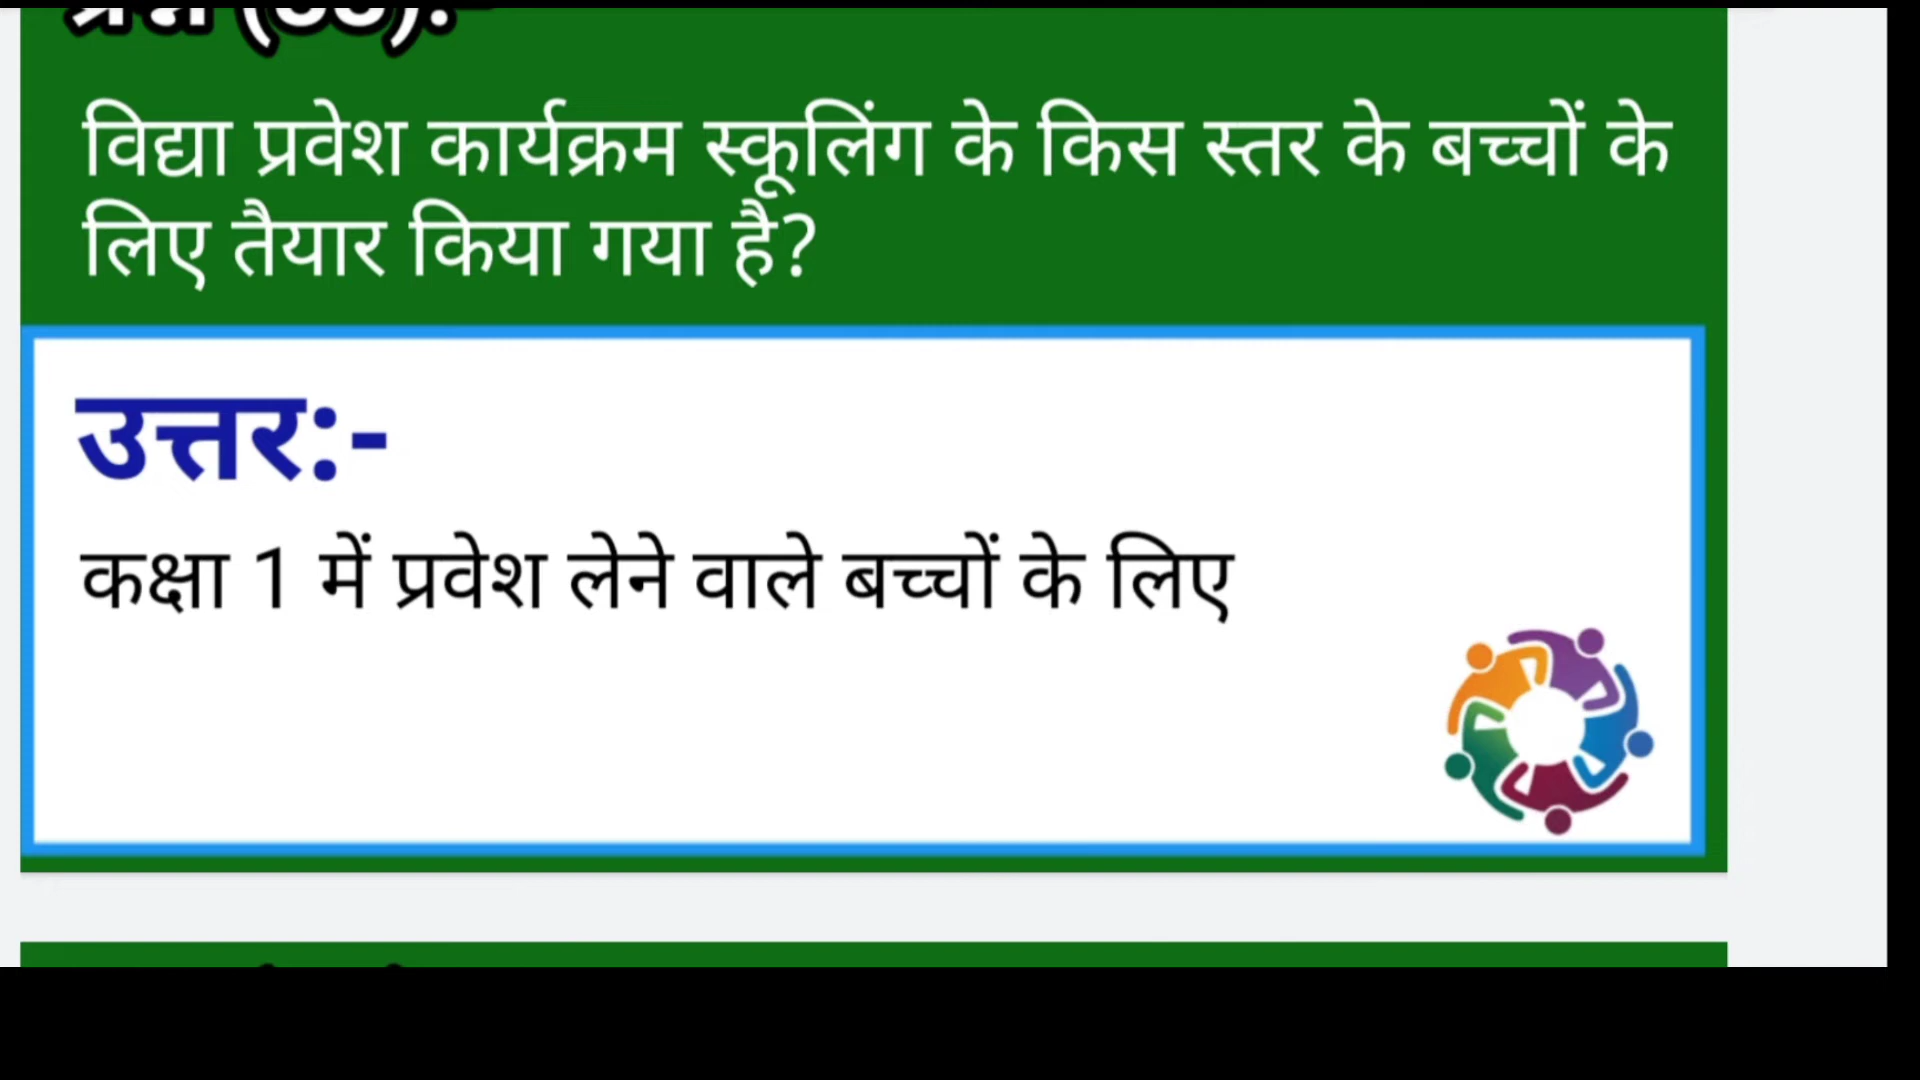 विद्या प्रवेश कार्यक्रम स्कूलिंग के किस स्तर के बच्चों के
लिए तैयार किया गया है?
उत्तर:-
कक्षा 1 में प्रवेश लेने वाले बच्चों के लिए